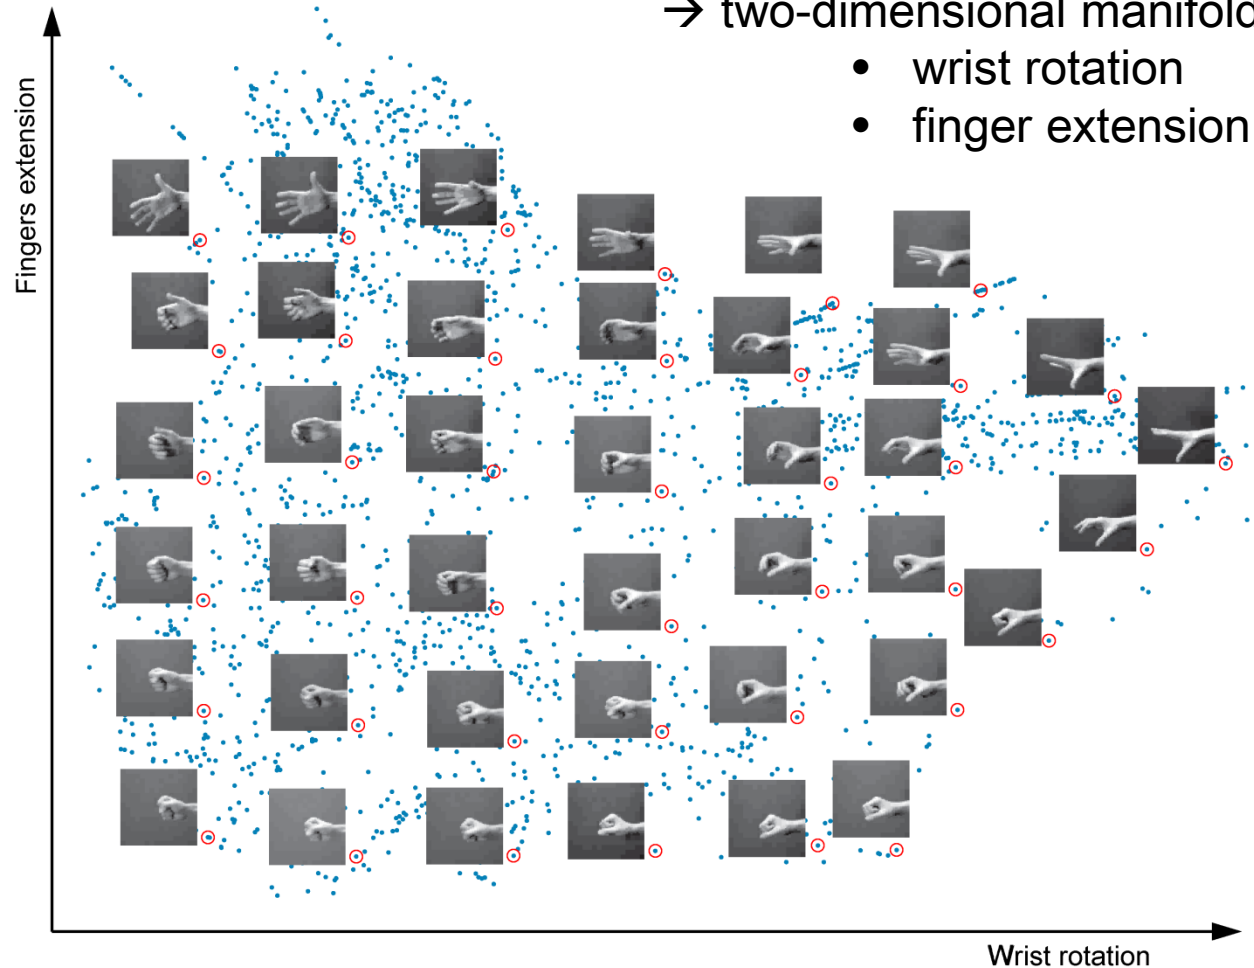 → two-dimensional manifold
• wrist rotation
• finger extension
Fingers extension
Wrist rotation